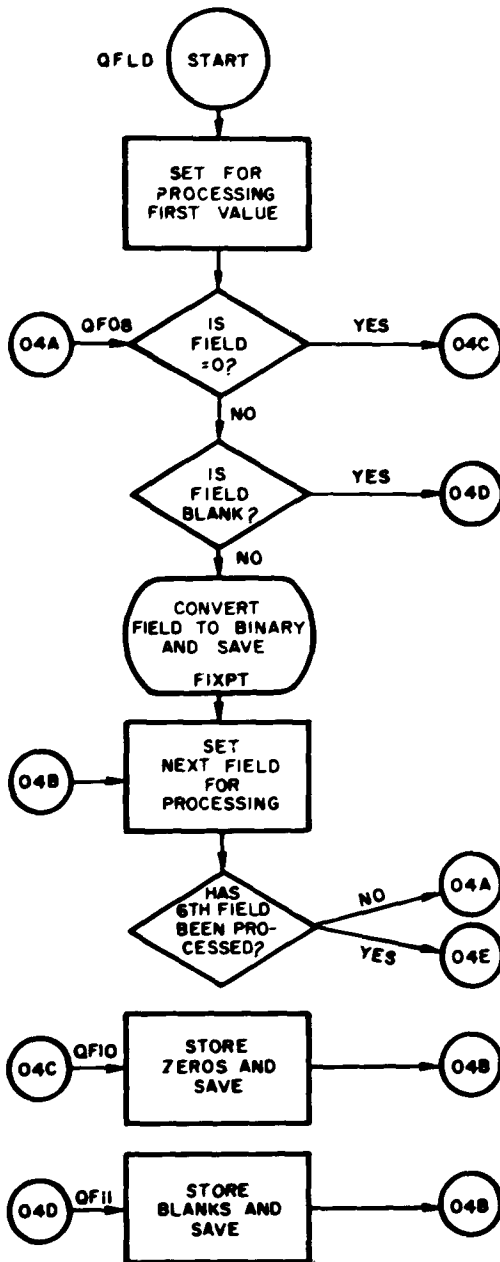 QFLD
START
SET FOR
PROCESSING
FIRST VALUE
04A
QF08
IS
FIELD
=0?
YES
04C
NO
IS
FIELD
BLANK?
YES
04D
NO
CONVERT
FIELD TO BINARY
AND SAVE
FIXPT
04B
SET
NEXT FIELD
FOR
PROCESSING
HAS
6TH FIELD
BEEN PRO-
CESSED?
NO
04A
YES
04E
04C
QF10
STORE
ZEROS AND
SAVE
04B
04D
QF11
STORE
BLANKS AND
SAVE
04B